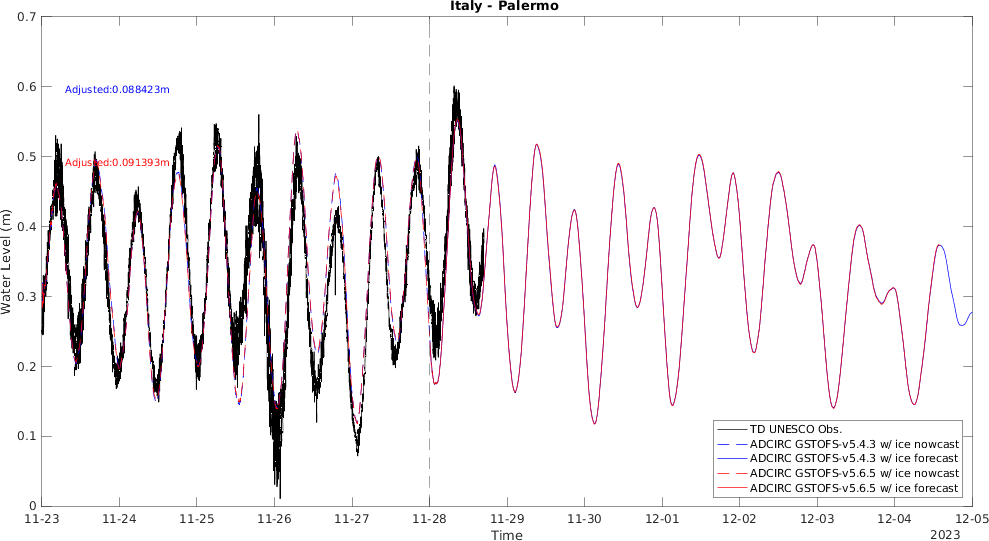 Italy - Palermo
0.7
0.6
0.5
0.4
0.3
0.2
0.1
0
Water Level (m)
Adjusted:0.088423m
Adjusted:0.091393m
TD UNESCO Obs.
ADCIRC GSTOFS-v5.4.3 w/ ice nowcast
ADCIRC GSTOFS-v5.4.3 w/ ice forecast
ADCIRC GSTOFS-v5.6.5 w/ ice nowcast
ADCIRC GSTOFS-v5.6.5 w/ ice forecast
11-23 11-24 11-25 11-26 11-27 11-28 11-29 11-30 12-01 12-02 12-03 12-04 12-05
Time
2023